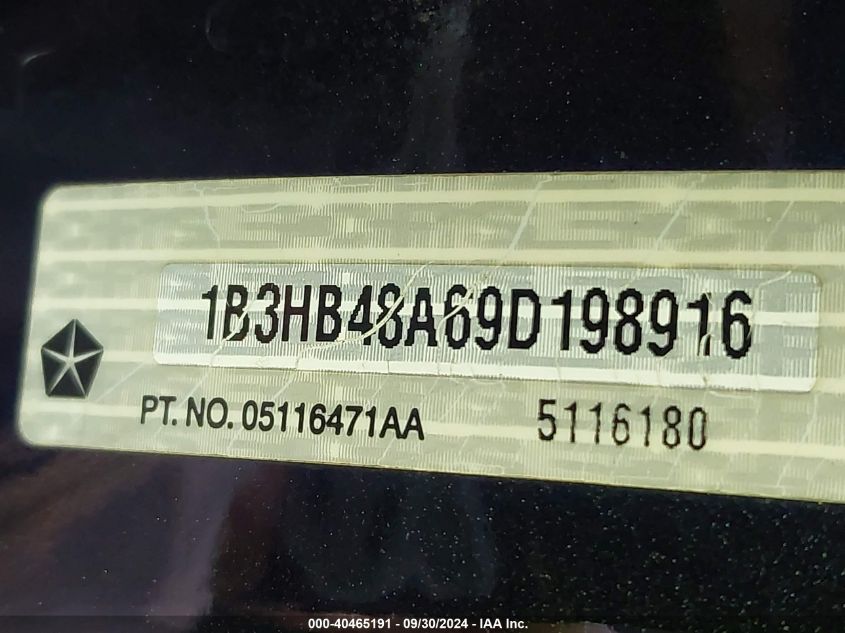 1B3HB48A69D198916
PT. NO. 05116471AA 5116180
000-40465191 - 09/30/2024 - IAA Inc.